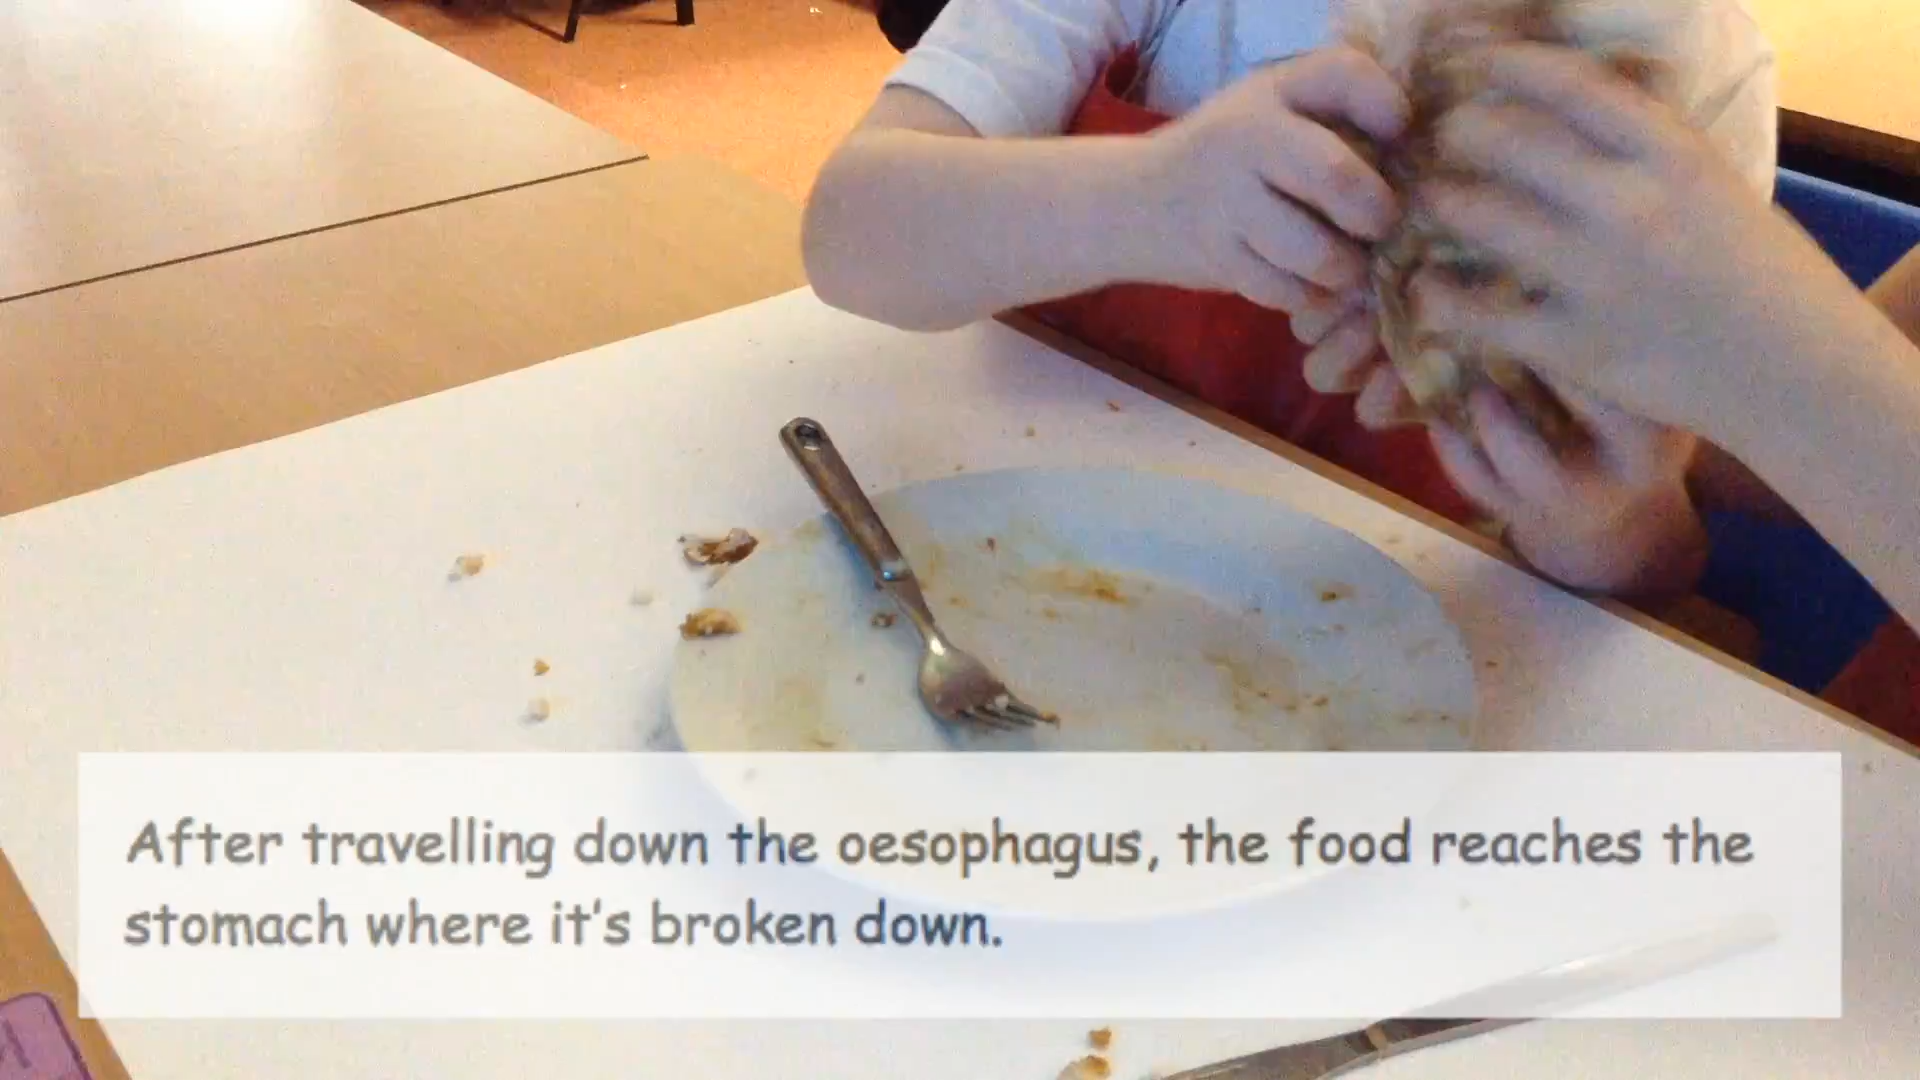 After travelling down the oesophagus, the food reaches the
stomach where it's broken down.